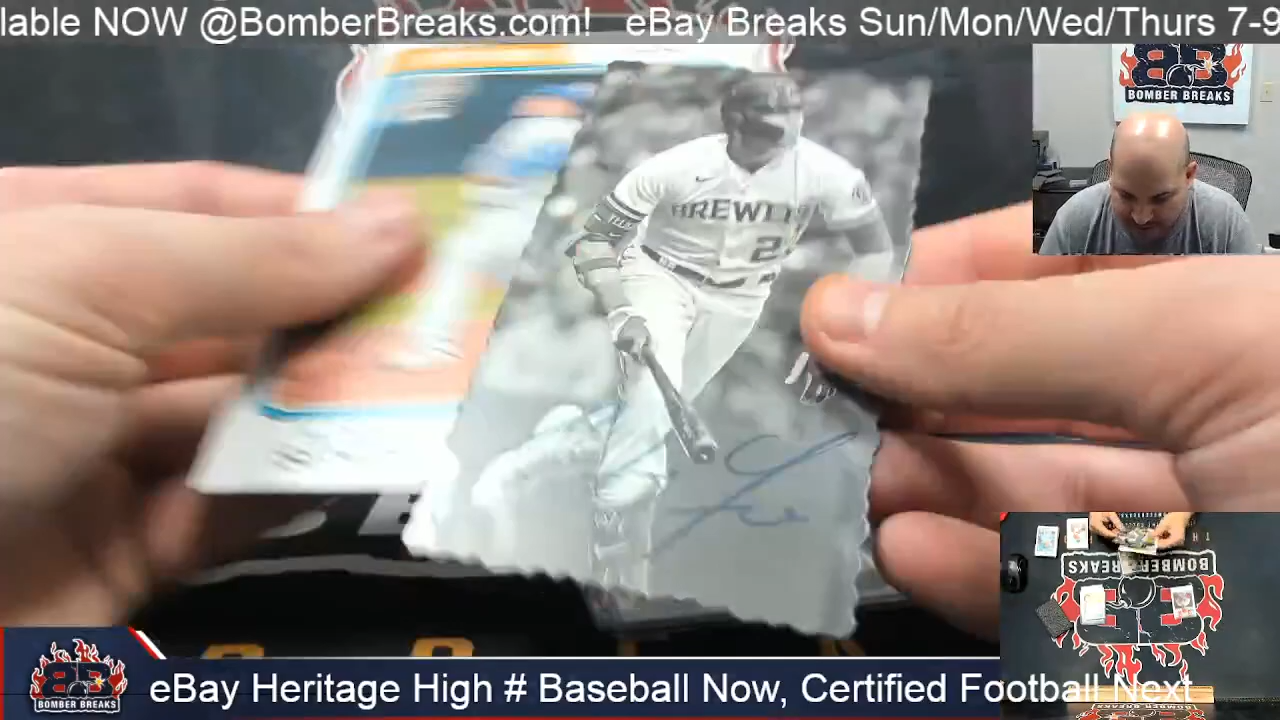 lable NOW @BomberBreaks.com!   eBay Breaks Sun/Mon/Wed/Thurs 7-9
BOMBER BREAKS
BREWERS
2
BOMBER BREAKS
BOMBER BREAKS
eBay Heritage High # Baseball Now, Certified Football Next